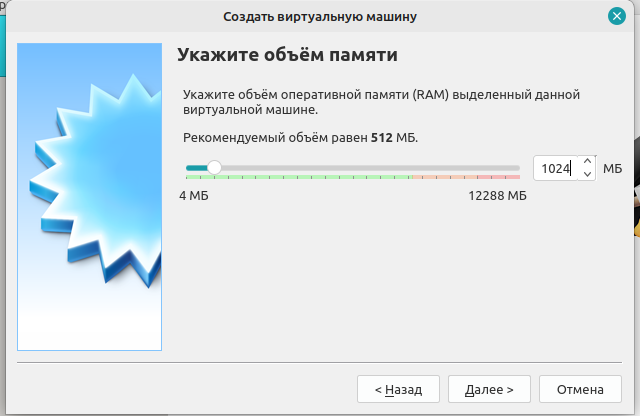 Создать виртуальную машину
Укажите объём памяти
Укажите объём оперативной памяти (RAM) выделенный данной
виртуальной машине.
Рекомендуемый объём равен 512 МБ.
1024 МБ
4 МБ 12288 МБ
< Назад Далее > Отмена